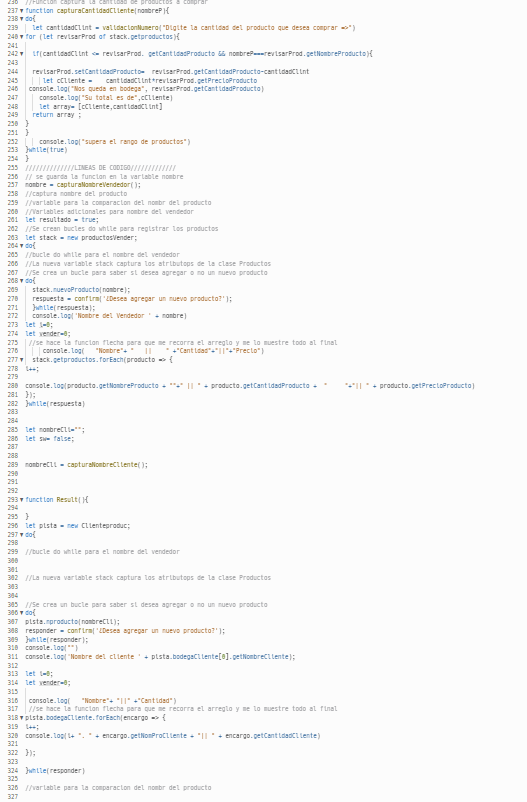 236 //Funcion captura la cantidad de productos a comprar
237 ▼ function capturaCantidadCliente(nombreP){
238 ▼ do{
239 let cantidadClint = validacionNumero("Digite la cantidad del producto que desea comprar =>")
240 ▼ for (let revisarProd of stack.getproductos){
241
242 ▼ if(cantidadClint <= revisarProd. getCantidadProducto && nombreP===revisarProd.getNombreProducto){
243
244 revisarProd.setCantidadProducto= revisarProd.getCantidadProducto-cantidadClint
245 let cCliente = cantidadClint*revisarProd.getPrecioProducto
246 console.log("Nos queda en bodega", revisarProd.getCantidadProducto)
247 console.log("Su total es de",cCliente)
248 let array= [cCliente,cantidadClint]
249 return array ;
250 }
251 }
252 console.log("supera el rango de productos")
253 }while(true)
254 }
255 //////////////LINEAS DE CODIGO/////////////
256 // se guarda la funcion en la variable nombre
257 nombre = capturaNombreVendedor();
258 //captura nombre del producto
259 //variable para la comparacion del nombr del producto
260 //Variables adicionales para nombre del vendedor
261 let resultado = true;
262 //Se crean bucles do while para registrar los productos
263 let stack = new productosVender;
264 ▼ do{
265 //bucle do while para el nombre del vendedor
266 //La nueva variable stack captura los atributops de la clase Productos
267 //Se crea un bucle para saber si desea agregar o no un nuevo producto
268 ▼ do{
269 stack.nuevoProducto(nombre);
270 respuesta = confirm('¿Desea agregar un nuevo producto?');
271 }while(respuesta);
272 console.log('Nombre del Vendedor ' + nombre)
273 let i=0;
274 let vender=0;
275 //se hace la funcion flecha para que me recorra el arreglo y me lo muestre todo al final
276 console.log( "Nombre"+ " || " +"Cantidad"+"||"+"Precio")
277 ▼ stack.getproductos.forEach(producto => {
278 i++;
279
280 console.log(producto.getNombreProducto + ""+" || " + producto.getCantidadProducto + " "+"|| " + producto.getPrecioProducto)
281 });
282 }while(respuesta)
283
284
285 let nombreCli="";
286 let sw= false;
287
288
289 nombreCli = capturaNombreCliente();
290
291
292
293 ▼ function Result(){
294
295 }
296 let pista = new Clienteproduc;
297 ▼ do{
298
299 //bucle do while para el nombre del vendedor
300
301
302 //La nueva variable stack captura los atributops de la clase Productos
303
304
305 //Se crea un bucle para saber si desea agregar o no un nuevo producto
306 ▼ do{
307 pista.nproducto(nombreCli);
308 responder = confirm('¿Desea agregar un nuevo producto?');
309 }while(responder);
310 console.log("")
311 console.log('Nombre del cliente ' + pista.bodegaCliente[0].getNombreCliente);
312
313 let i=0;
314 let vender=0;
315
316 console.log( "Nombre"+ "||" +"Cantidad")
317 //se hace la funcion flecha para que me recorra el arreglo y me lo muestre todo al final
318 ▼ pista.bodegaCliente.forEach(encargo => {
319 i++;
320 console.log(i+ ". " + encargo.getNomProCliente + "|| " + encargo.getCantidadCliente)
321
322 });
323
324 }while(responder)
325
326 //variable para la comparacion del nombr del producto
327